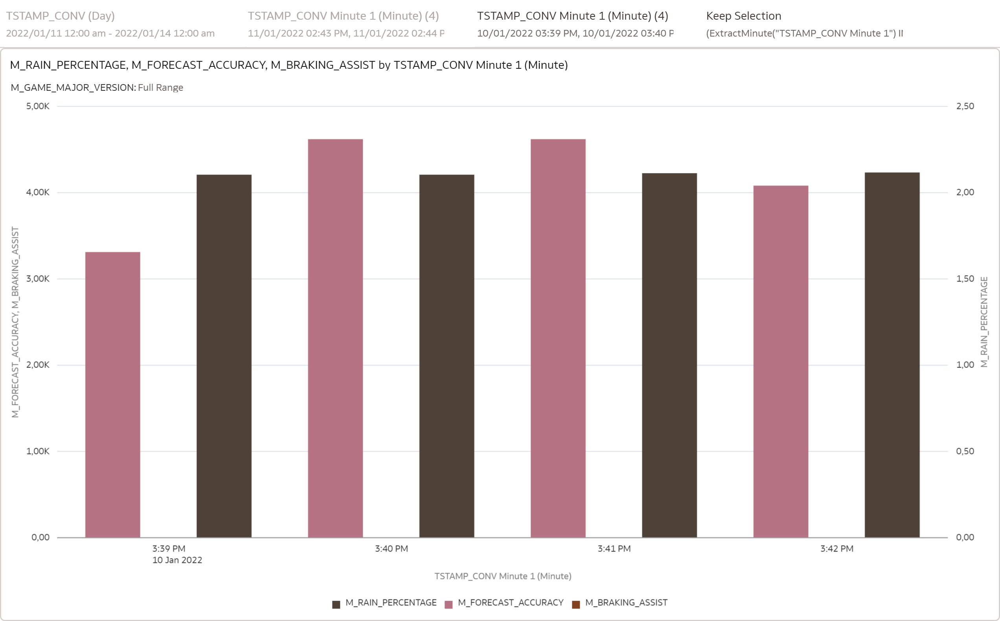 TSTAMP_CONV (Day)
2022/01/11 12:00 am - 2022/01/14 12:00 am
TSTAMP_CONV Minute 1 (Minute) (4)
11/01/2022 02:43 PM, 11/01/2022 02:44 P
TSTAMP_CONV Minute 1 (Minute) (4)
10/01/2022 03:39 PM, 10/01/2022 03:40 P
Keep Selection
(ExtractMinute("TSTAMP_CONV Minute 1") II
M_RAIN_PERCENTAGE, M_FORECAST_ACCURACY, M_BRAKING_ASSIST by TSTAMP_CONV Minute 1 (Minute)
M_GAME_MAJOR_VERSION: Full Range
M_FORECAST_ACCURACY, M_BRAKING_ASSIST
5,00K
4,00K
3,00K
2,00K
1,00K
0,00
2,50
2,00
1,50
1,00
0,50
0,00
M_RAIN_PERCENTAGE
3:39 PM
10 Jan 2022
3:40 PM
3:41 PM
3:42 PM
TSTAMP_CONV Minute 1 (Minute)
M_RAIN_PERCENTAGE
M_FORECAST_ACCURACY
M_BRAKING_ASSIST